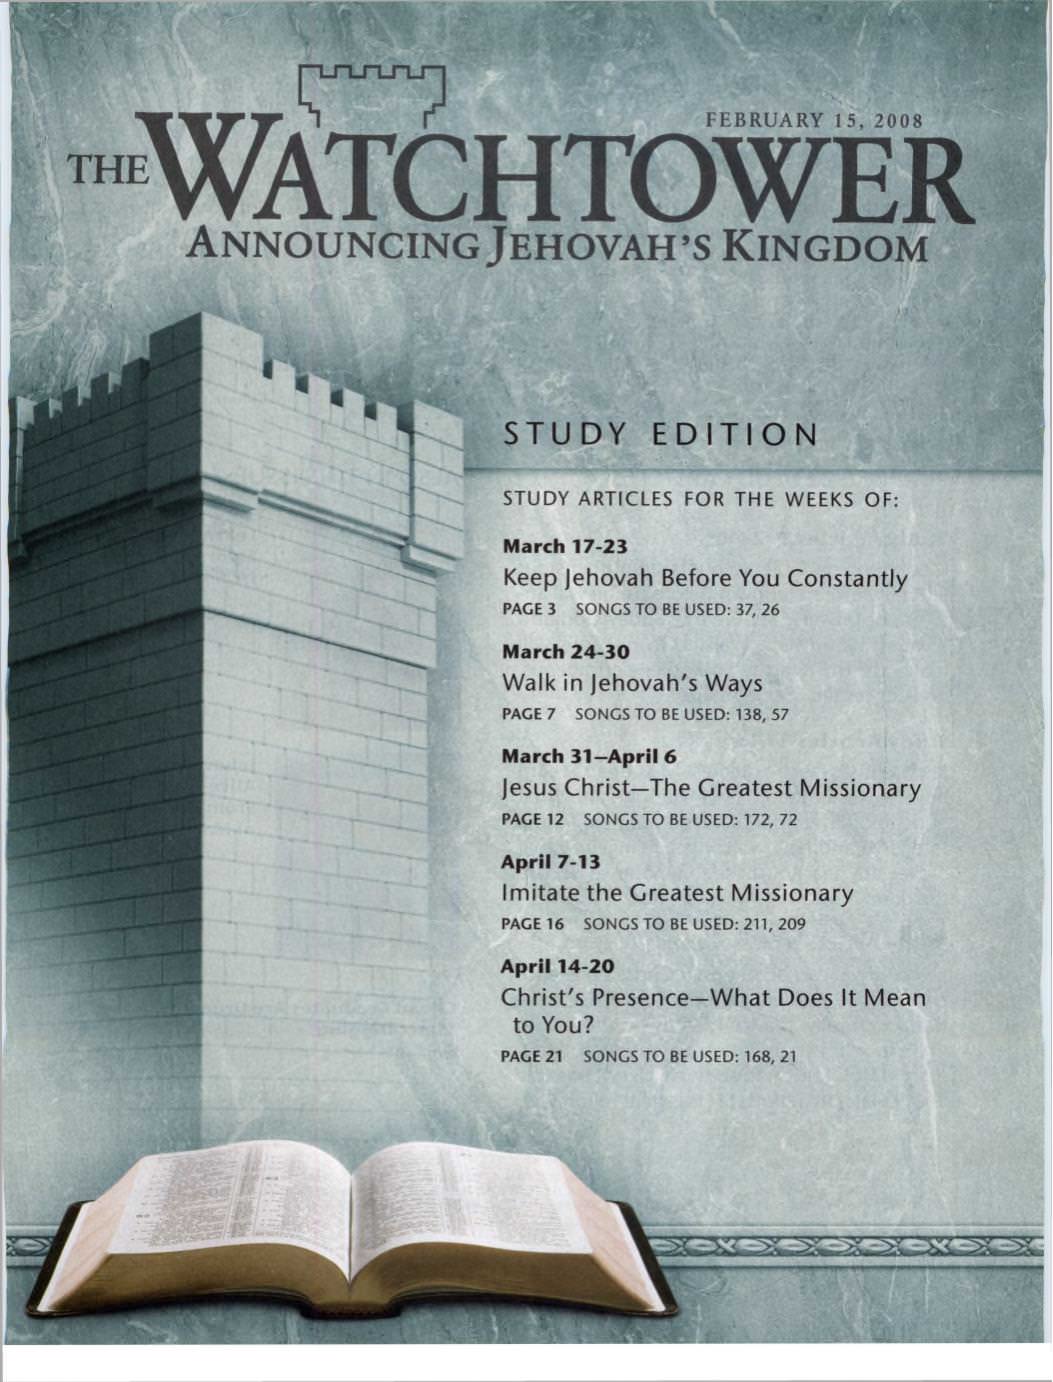 FEBRUARY 15, 2008
THE WATCHTOWER
ANNOUNCING JEHOVAH'S KINGDOM
STUDY EDITION
STUDY ARTICLES FOR THE WEEKS OF:
March 17-23
Keep Jehovah Before You Constantly
PAGE 3 SONGS TO BE USED: 37, 26
March 24-30
Walk in Jehovah's Ways
PAGE 7 SONGS TO BE USED: 138, 57
March 31–April 6
Jesus Christ—The Greatest Missionary
PAGE 12 SONGS TO BE USED: 172, 72
April 7-13
Imitate the Greatest Missionary
PAGE 16 SONGS TO BE USED: 211, 209
April 14-20
Christ's Presence—What Does It Mean
to You?
PAGE 21 SONGS TO BE USED: 168, 21